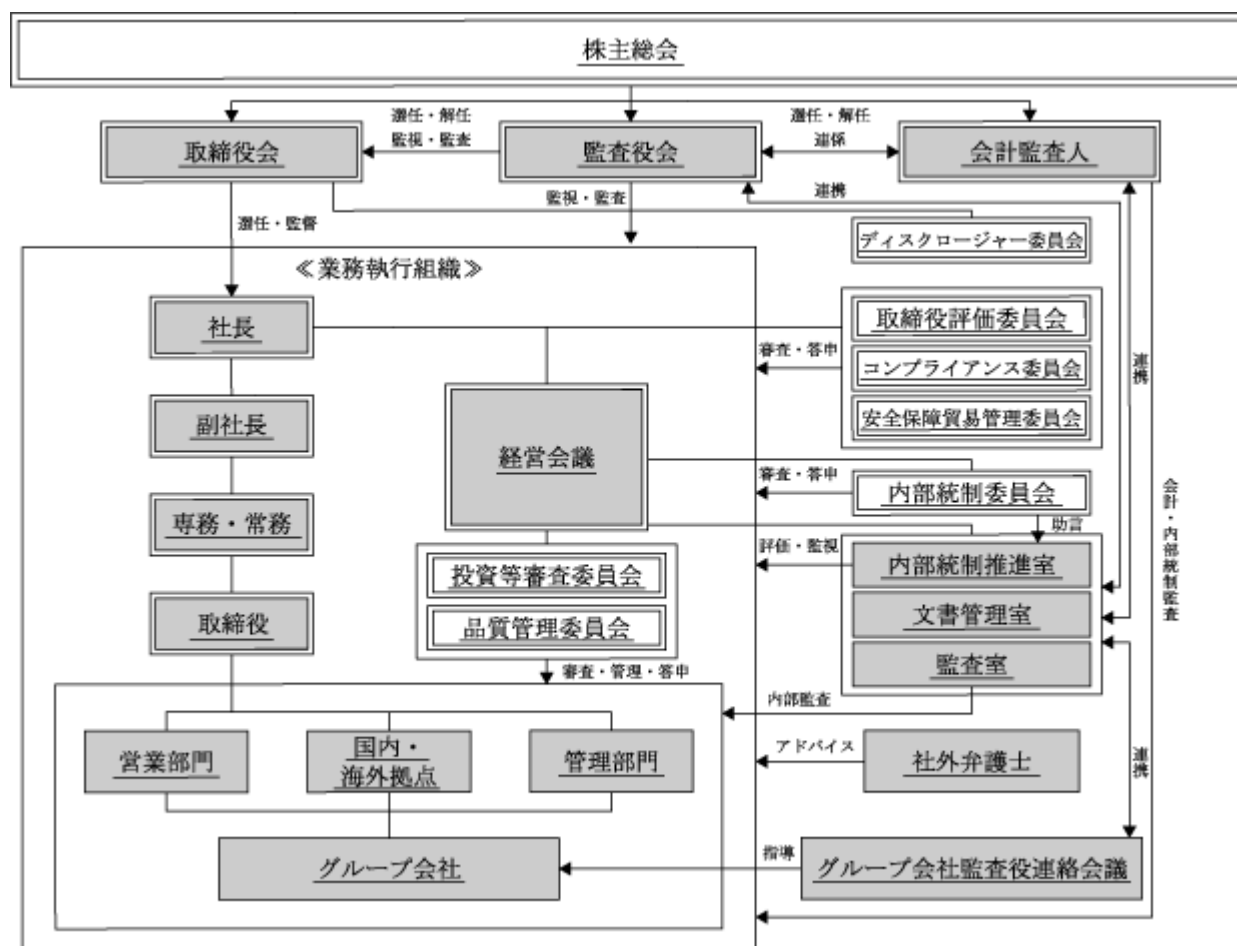 株主総会
選任・解任
選任・解任
取締役会
監視・監査
監査役会
連係
会計監査人
監視・監査
連携
選任・監督
ディスクロージャー委員会
≪業務執行組織≫
社長
取締役評価委員会
審査・答申
コンプライアンス委員会
連携
副社長
安全保障貿易管理委員会
経営会議
審査・答申
内部統制委員会
会計・内部統制監査
専務・常務
助言
評価・監視
内部統制推進室
投資等審査委員会
文書管理室
取締役
品質管理委員会
監査室
審査・管理・答申
内部監査
営業部門
国内・
海外拠点
管理部門
アドバイス
社外弁護士
連携
グループ会社
指導
グループ会社監査役連絡会議